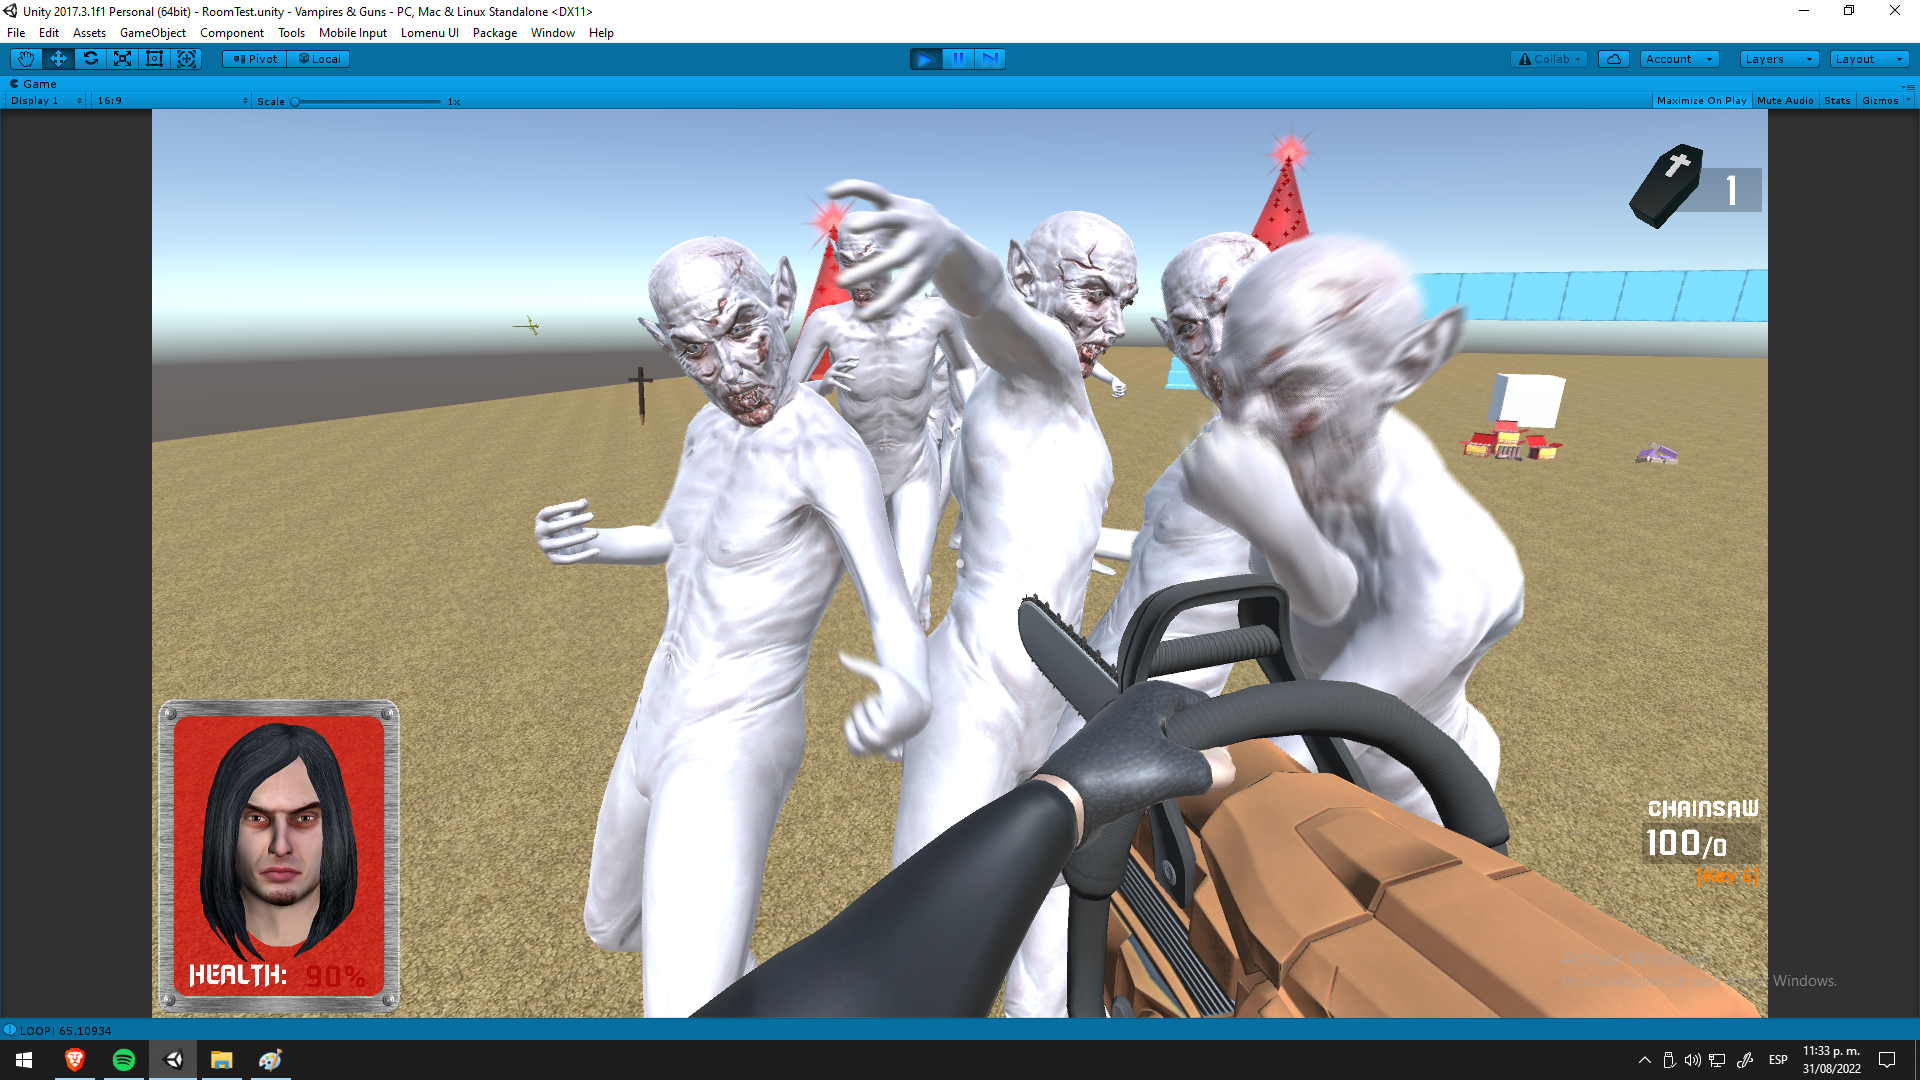 Unity 2017.3.1f1 Personal (64bit) - RoomTest.unity - Vampires & Guns - PC, Mac & Linux Standalone <DX11>
File Edit Assets GameObject Component Tools Mobile Input Lomenu UI Package Window Help
Pivot Local Collab Account Layers Layout
Game
Display 1 16:9 Scale 1x Maximize On Play Mute Audio Stats Gizmos
1
CHAINSAW
100/0
[Key 6]
HEALTH: 90%
Windows.
LOOP! 65.10934
ESP
11:33 p. m.
31/08/2022